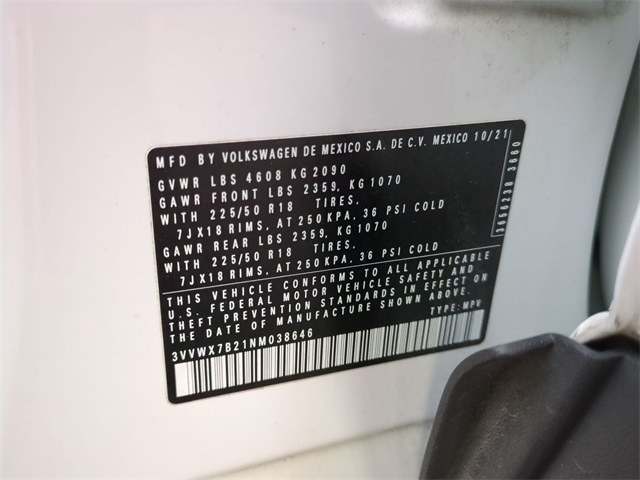 MFD BY VOLKSWAGEN DE MEXICO S.A. DE C.V. MEXICO 10/21
GVWR LBS 4608 KG 2090
GAWR FRONT LBS 2359, KG 1070
WITH 225/50 R18 TIRES,
7JX18 RIMS, AT 250 KPA, 36 PSI COLD
GAWR REAR LBS 2359, KG 1070
WITH 225/50 R18 TIRES,
7JX18 RIMS, AT 250 KPA, 36 PSI COLD
THIS VEHICLE CONFORMS TO ALL APPLICABLE
U.S. FEDERAL MOTOR VEHICLE SAFETY AND
THEFT PREVENTION STANDARDS IN EFFECT ON
THE DATE OF MANUFACTURE SHOWN ABOVE.
3VVWX7B21NM038646 TYPE: MPV
3656238 3660